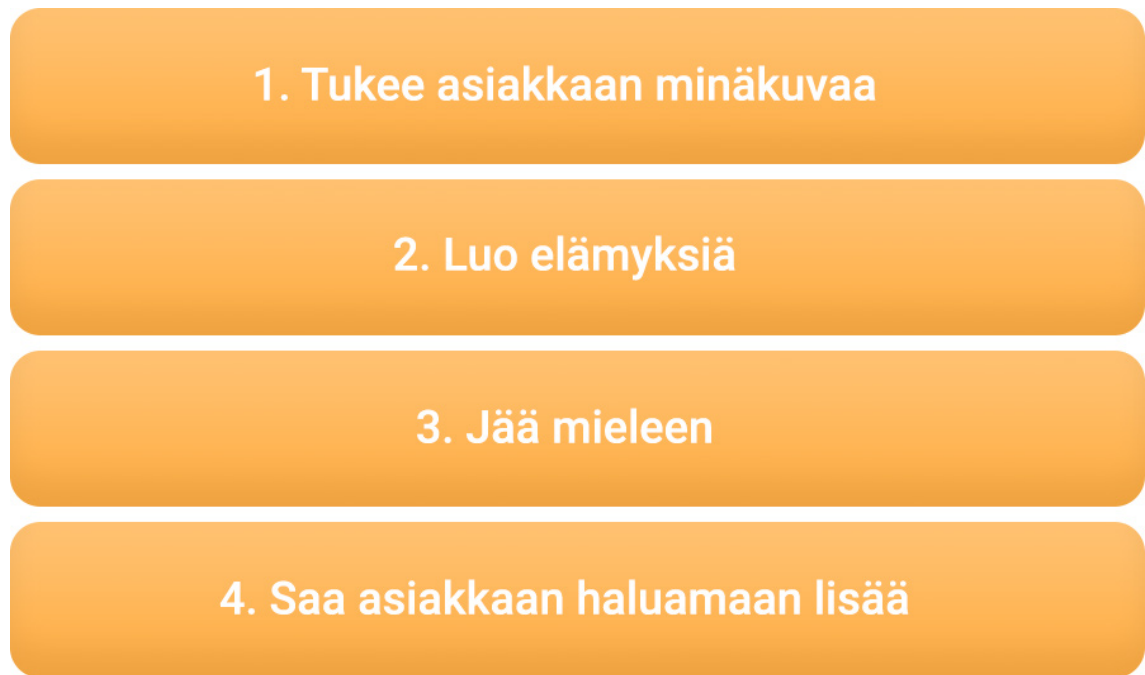 1. Tukee asiakkaan minäkuvaa
2. Luo elämyksiä
3. Jää mieleen
4. Saa asiakkaan haluamaan lisää